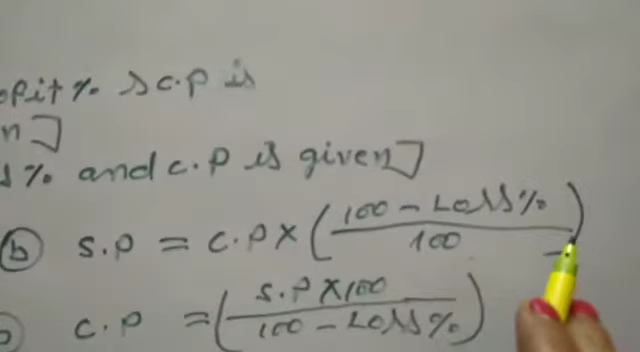 ofit% & C.P is
n]
s% and C.P is given]
(b) S.P = C.P × (100 - Loss% / 100)
C.P = (S.P × 100 / 100 - Loss%)